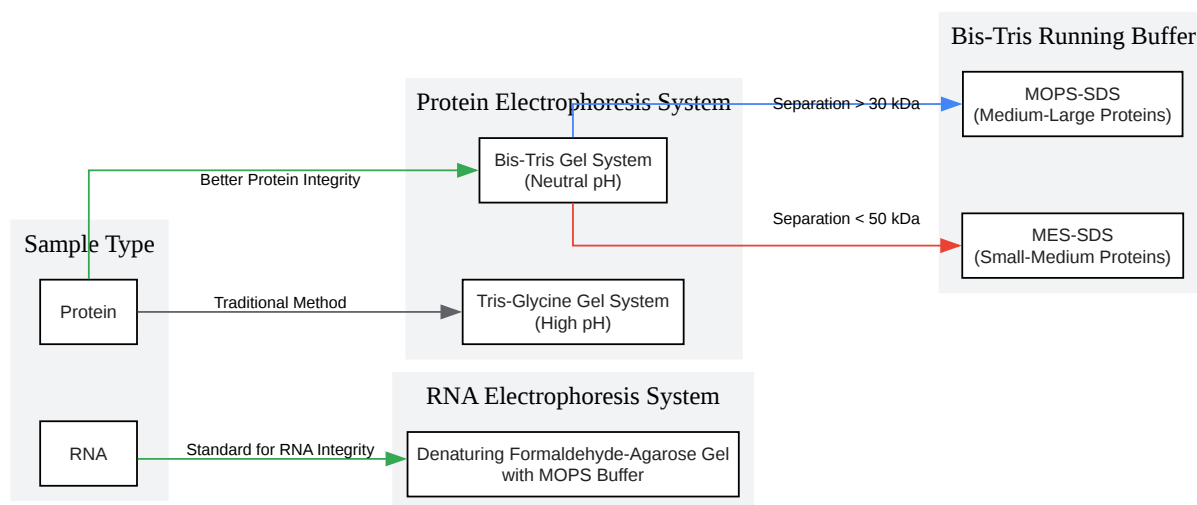 Bis-Tris Running Buffer
MOPS-SDS
(Medium-Large Proteins)
Separation > 30 kDa
Protein Electrophoresis System
Bis-Tris Gel System
(Neutral pH)
Better Protein Integrity
Separation < 50 kDa
MES-SDS
(Small-Medium Proteins)
Sample Type
Protein
Traditional Method
Tris-Glycine Gel System
(High pH)
RNA Electrophoresis System
RNA
Standard for RNA Integrity
Denaturing Formaldehyde-Agarose Gel
with MOPS Buffer